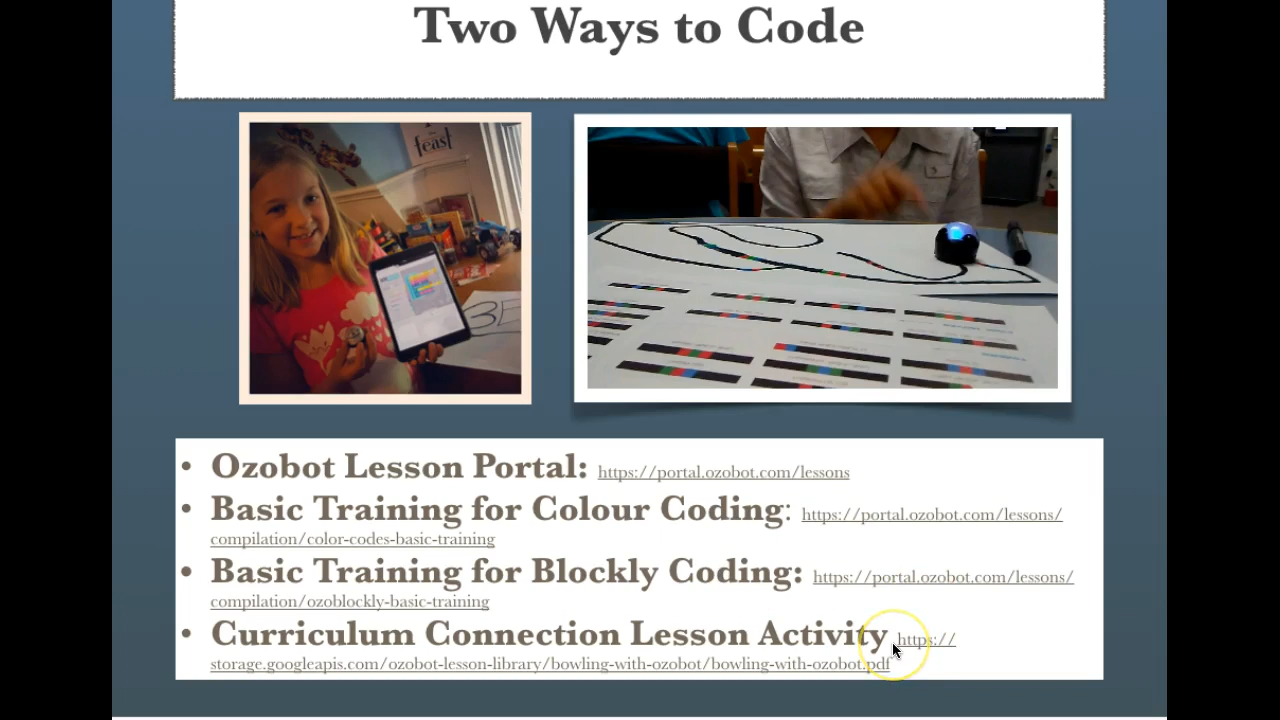 Two Ways to Code
feast
• Ozobot Lesson Portal: https://portal.ozobot.com/lessons
• Basic Training for Colour Coding: https://portal.ozobot.com/lessons/
compilation/color-codes-basic-training
• Basic Training for Blockly Coding: https://portal.ozobot.com/lessons/
compilation/ozoblockly-basic-training
• Curriculum Connection Lesson Activity https://
storage.googleapis.com/ozobot-lesson-library/bowling-with-ozobot/bowling-with-ozobot.pdf